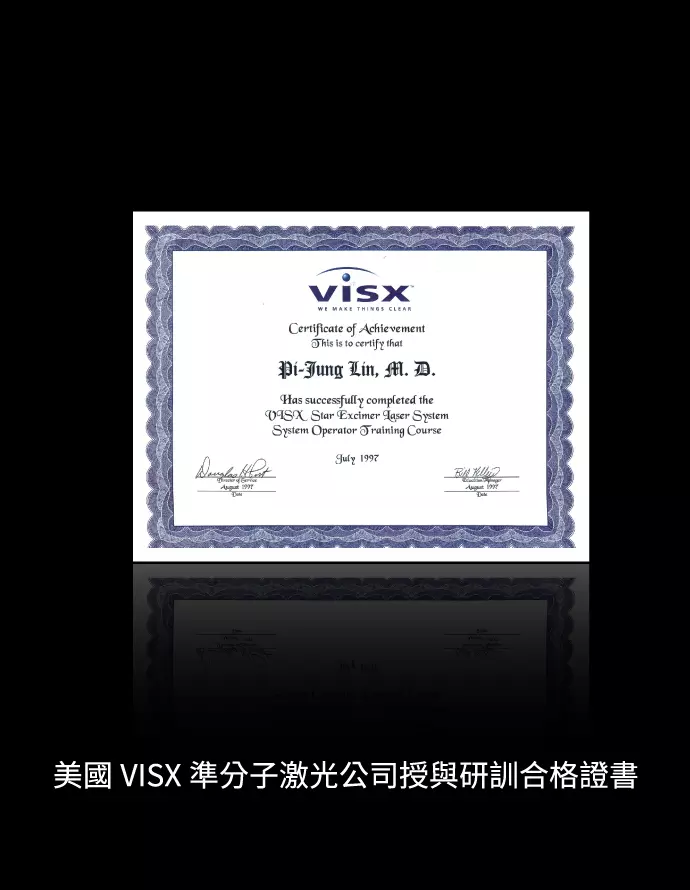 VISX
WE MAKE THINGS CLEAR
Certificate of Achievement
This is to certify that
Pi-Jung Lin, M. D.
Has successfully completed the
VISX Star Excimer Laser System
System Operator Training Course
July 1997
Director of Service
August 1997
Date
Education Manager
August 1997
Date
美國 VISX 準分子激光公司授與研訓合格證書